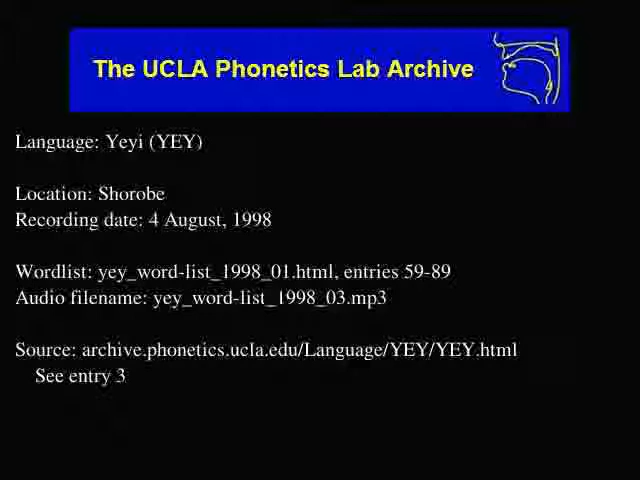 The UCLA Phonetics Lab Archive
Language: Yeyi (YEY)
Location: Shorobe
Recording date: 4 August, 1998
Wordlist: yey_word-list_1998_01.html, entries 59-89
Audio filename: yey_word-list_1998_03.mp3
Source: archive.phonetics.ucla.edu/Language/YEY/YEY.html
See entry 3